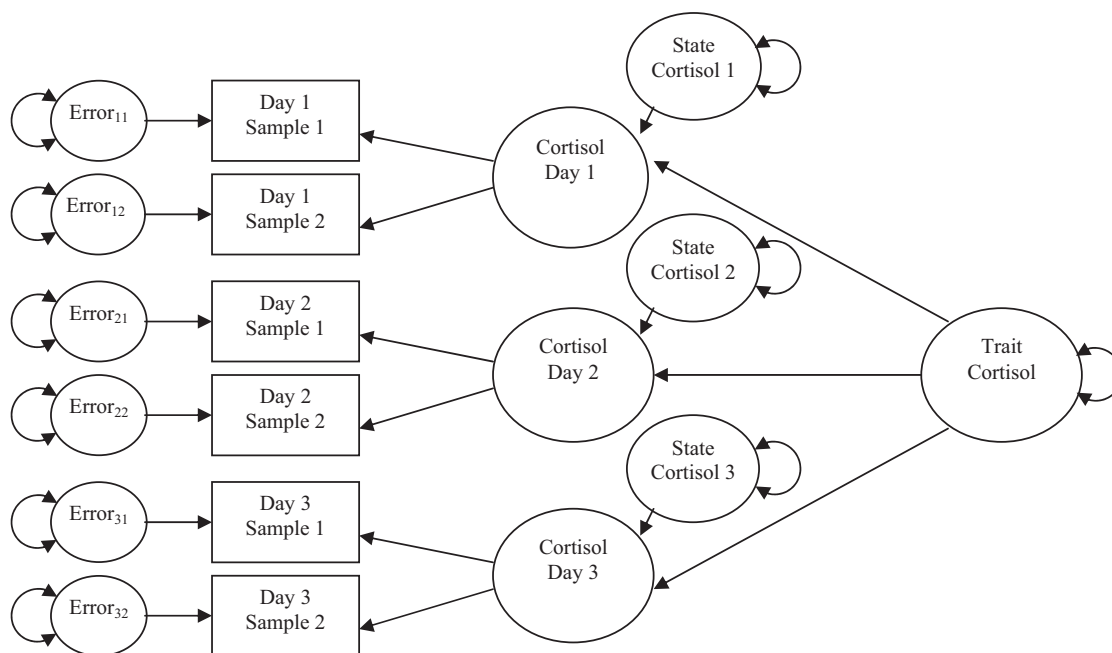 State
Cortisol 1
Error₁₁
Day 1
Sample 1
Cortisol
Day 1
Error₁₂
Day 1
Sample 2
State
Cortisol 2
Error₂₁
Day 2
Sample 1
Cortisol
Day 2
Trait
Cortisol
Error₂₂
Day 2
Sample 2
State
Cortisol 3
Error₃₁
Day 3
Sample 1
Cortisol
Day 3
Error₃₂
Day 3
Sample 2